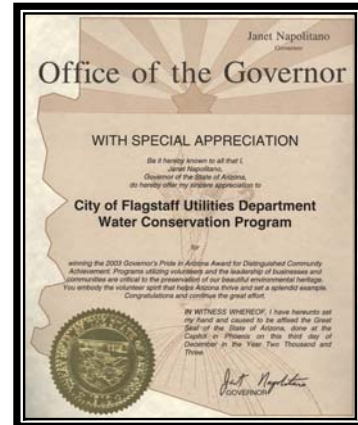 Janet Napolitano
Governor
Office of the Governor
WITH SPECIAL APPRECIATION
Be it hereby known to all that I,
Janet Napolitano,
Governor of the State of Arizona,
do hereby offer my sincere appreciation to
City of Flagstaff Utilities Department
Water Conservation Program
for
winning the 2003 Governor's Pride in Arizona Award for Distinguished Community
Achievement. Programs utilizing volunteers and the leadership of businesses and
communities are critical to the preservation of our beautiful environmental heritage.
You embody the volunteer spirit that helps Arizona thrive and set a splendid example.
Congratulations and continue the great effort.
IN WITNESS WHEREOF, I have hereunto set
my hand and caused to be affixed the Great
Seal of the State of Arizona, done at the
Capitol in Phoenix on this third day of
December in the Year Two Thousand and
Three.
Janet Napolitano
GOVERNOR